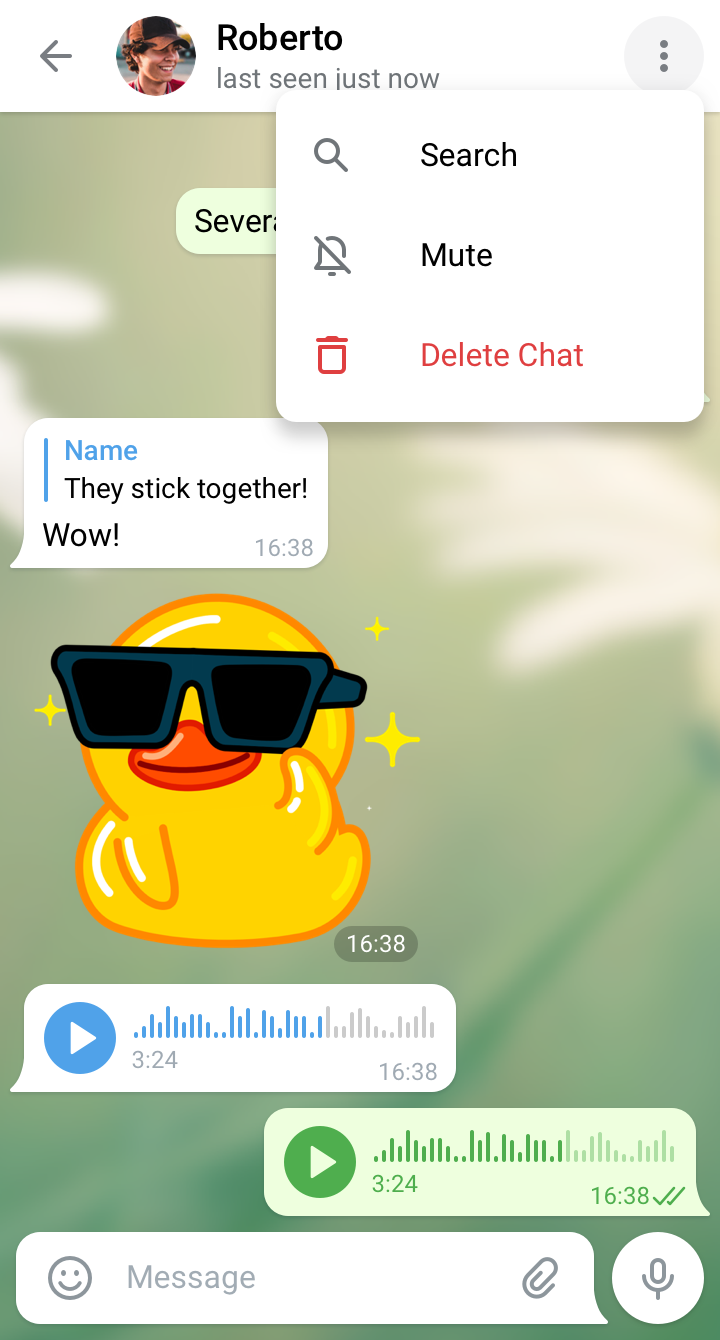 Roberto
last seen just now
Search
Mute
Delete Chat
Name
They stick together!
Wow!
16:38
16:38
3:24
16:38
3:24
16:38
Message